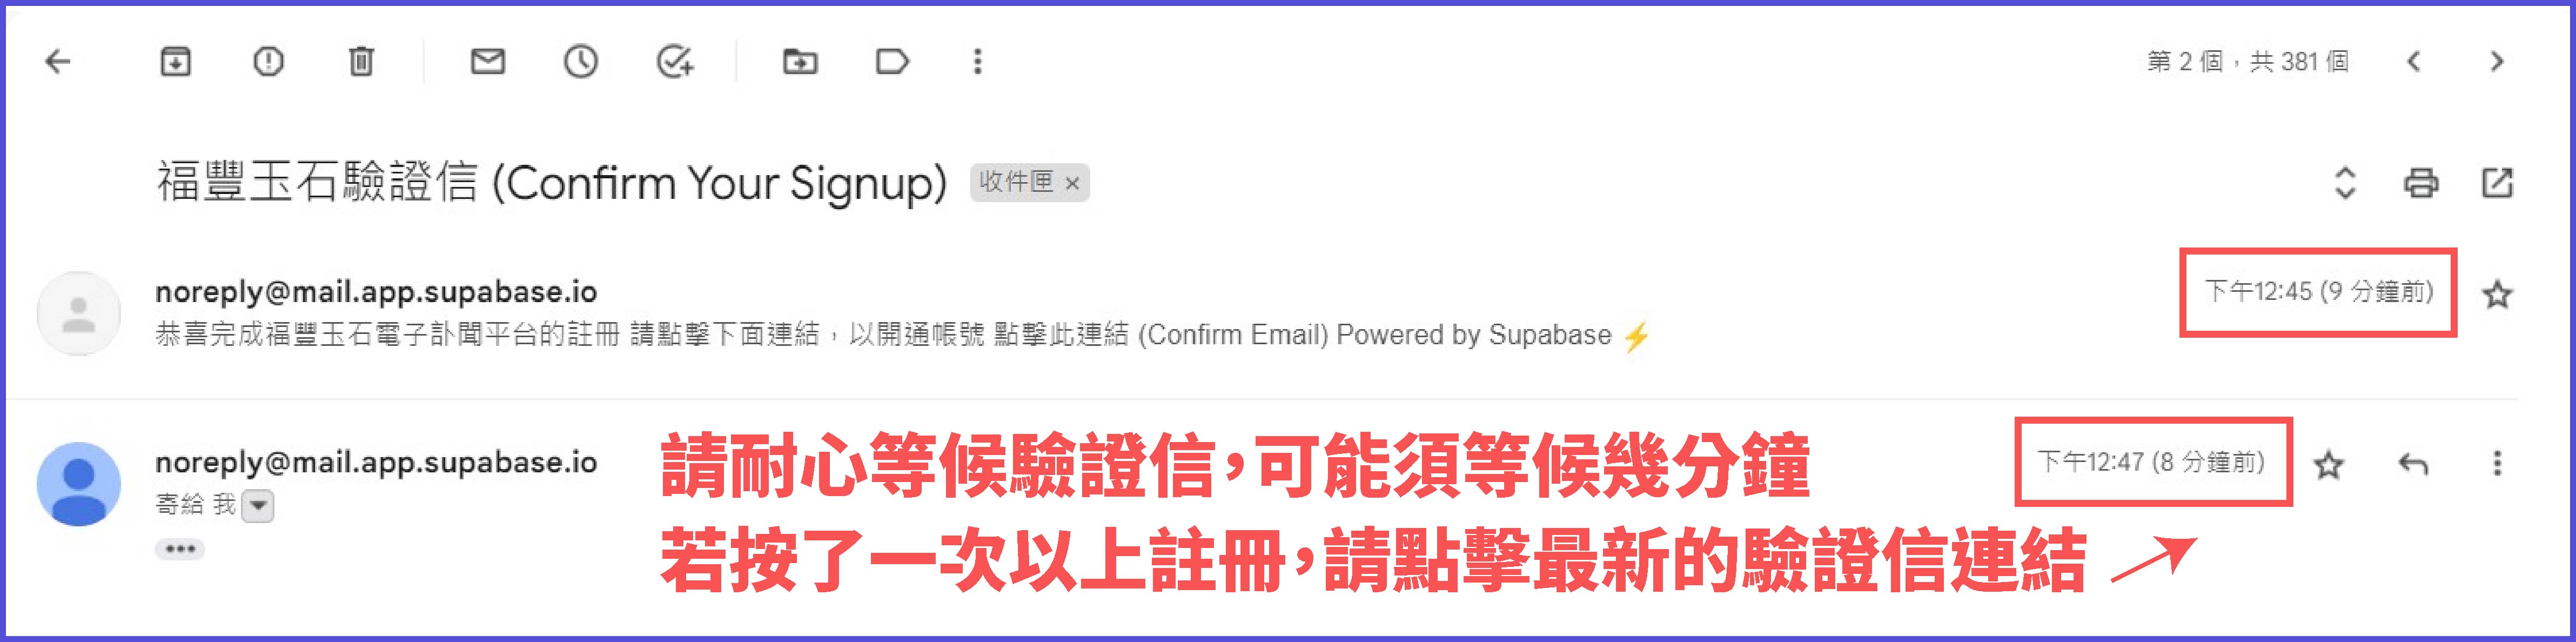 第 2 個，共 381 個
福豐玉石驗證信 (Confirm Your Signup) 收件匣 ×
noreply@mail.app.supabase.io 下午12:45 (9 分鐘前)
恭喜完成福豐玉石電子訃聞平台的註冊 請點擊下面連結，以開通帳號 點擊此連結 (Confirm Email) Powered by Supabase ⚡
noreply@mail.app.supabase.io 下午12:47 (8 分鐘前)
寄給 我
請耐心等候驗證信,可能須等候幾分鐘
若按了一次以上註冊,請點擊最新的驗證信連結